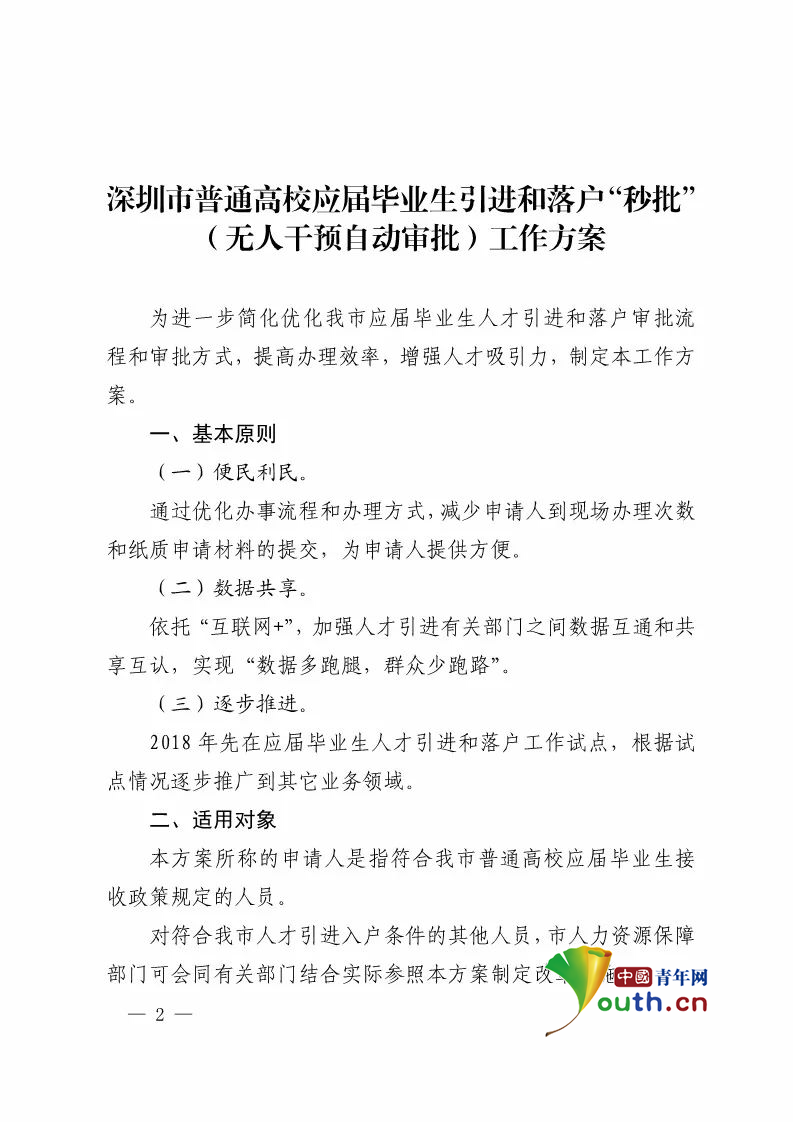 深圳市普通高校应届毕业生引进和落户“秒批”
（无人干预自动审批）工作方案
为进一步简化优化我市应届毕业生人才引进和落户审批流
程和审批方式，提高办理效率，增强人才吸引力，制定本工作方
案。
一、基本原则
（一）便民利民。
通过优化办事流程和办理方式，减少申请人到现场办理次数
和纸质申请材料的提交，为申请人提供方便。
（二）数据共享。
依托“互联网+”，加强人才引进有关部门之间数据互通和共
享互认，实现“数据多跑腿，群众少跑路”。
（三）逐步推进。
2018 年先在应届毕业生人才引进和落户工作试点，根据试
点情况逐步推广到其它业务领域。
二、适用对象
本方案所称的申请人是指符合我市普通高校应届毕业生接
收政策规定的人员。
对符合我市人才引进入户条件的其他人员，市人力资源保障
部门可会同有关部门结合实际参照本方案制定改
中國青年网
Youth.cn
— 2 —